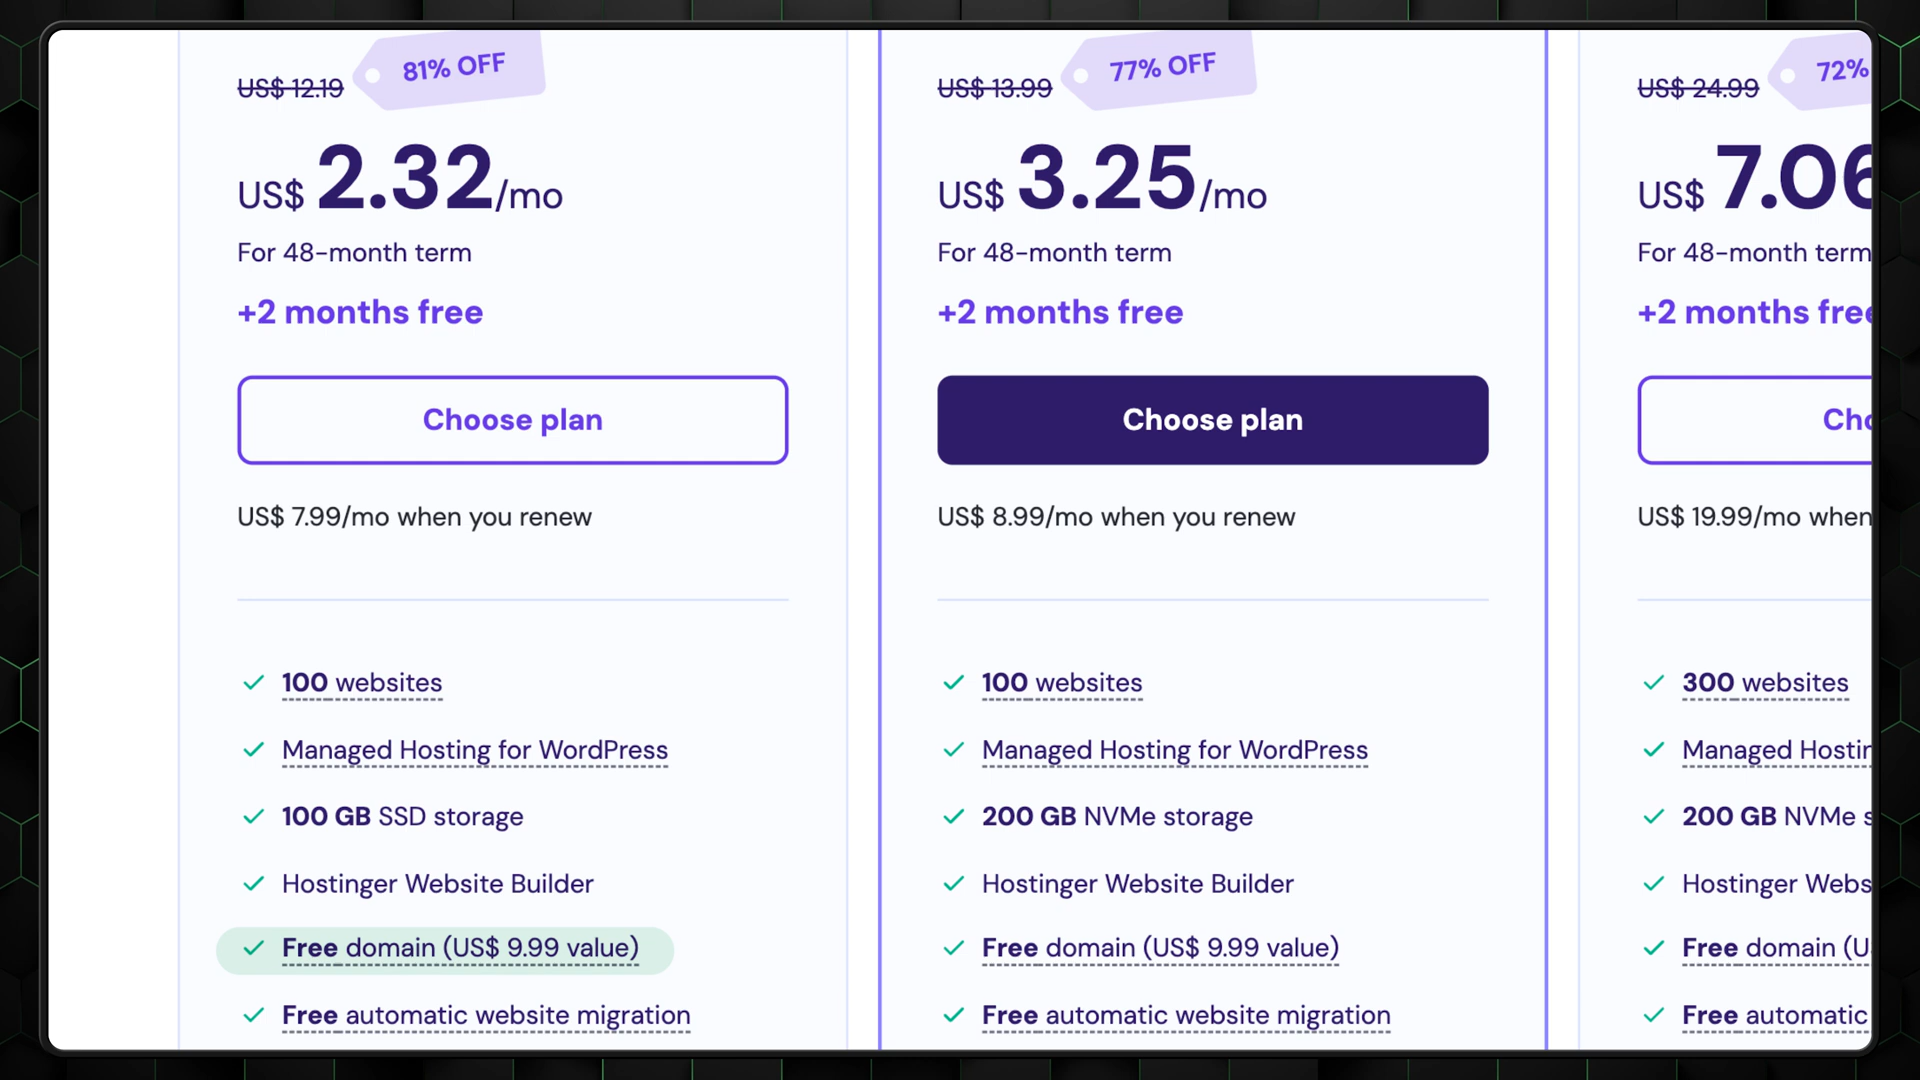 US$ 12.19
81% OFF
US$ 2.32/mo
For 48-month term
+2 months free
Choose plan
US$ 7.99/mo when you renew
100 websites
Managed Hosting for WordPress
100 GB SSD storage
Hostinger Website Builder
Free domain (US$ 9.99 value)
Free automatic website migration
US$ 13.99
77% OFF
US$ 3.25/mo
For 48-month term
+2 months free
Choose plan
US$ 8.99/mo when you renew
100 websites
Managed Hosting for WordPress
200 GB NVMe storage
Hostinger Website Builder
Free domain (US$ 9.99 value)
Free automatic website migration
US$ 24.99
72%
US$ 7.06
For 48-month term
+2 months free
US$ 19.99/mo when
300 websites
Managed
200 GB NVMe
Hostinger
Free domain
Free automatic